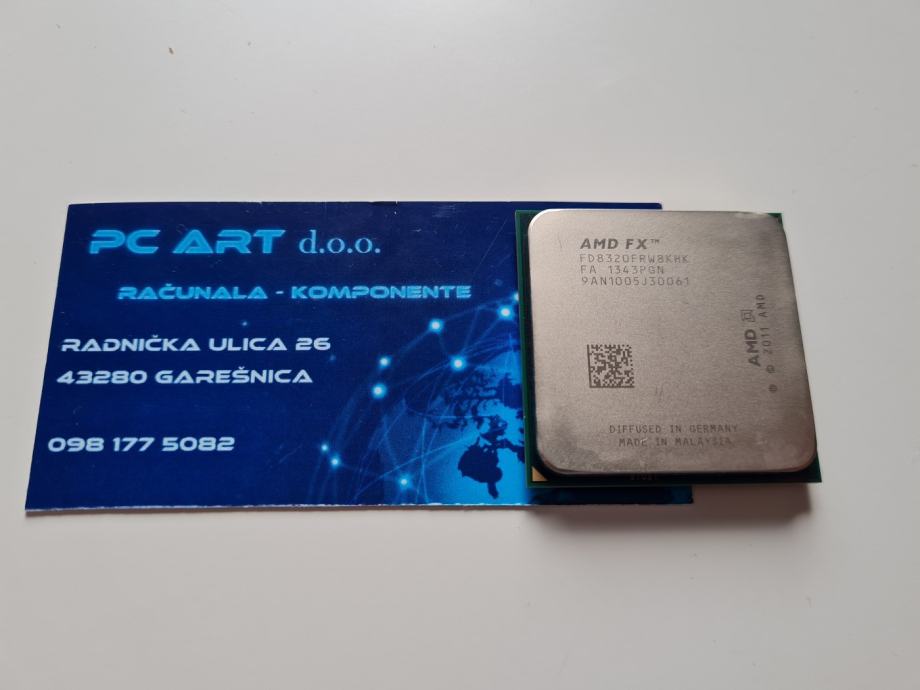 PC ART d.o.o.
RAČUNALA - KOMPONENTE
RADNIČKA ULICA 26
43280 GAREŠNICA
098 177 5082
AMD FX™
FD8320FRW8KHK
FA 1343PGN
9AN1005J30061
AMD
© 2011 AMD
DIFFUSED IN GERMANY
MADE IN MALAYSIA